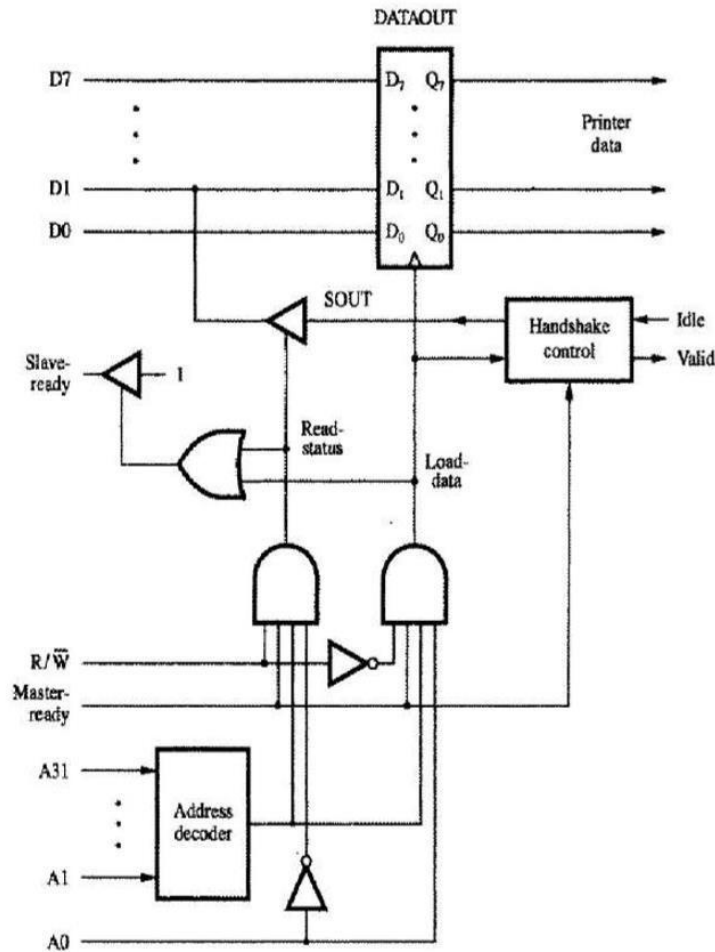 DATAOUT
D7 D₇ Q₇
Printer
data
D1 D₁ Q₁
D0 D₀ Q₀
SOUT
Handshake
control
Idle
Valid
Slave-
ready
1
Read-
status
Load-
data
R/W̅
Master-
ready
A31
Address
decoder
A1
A0